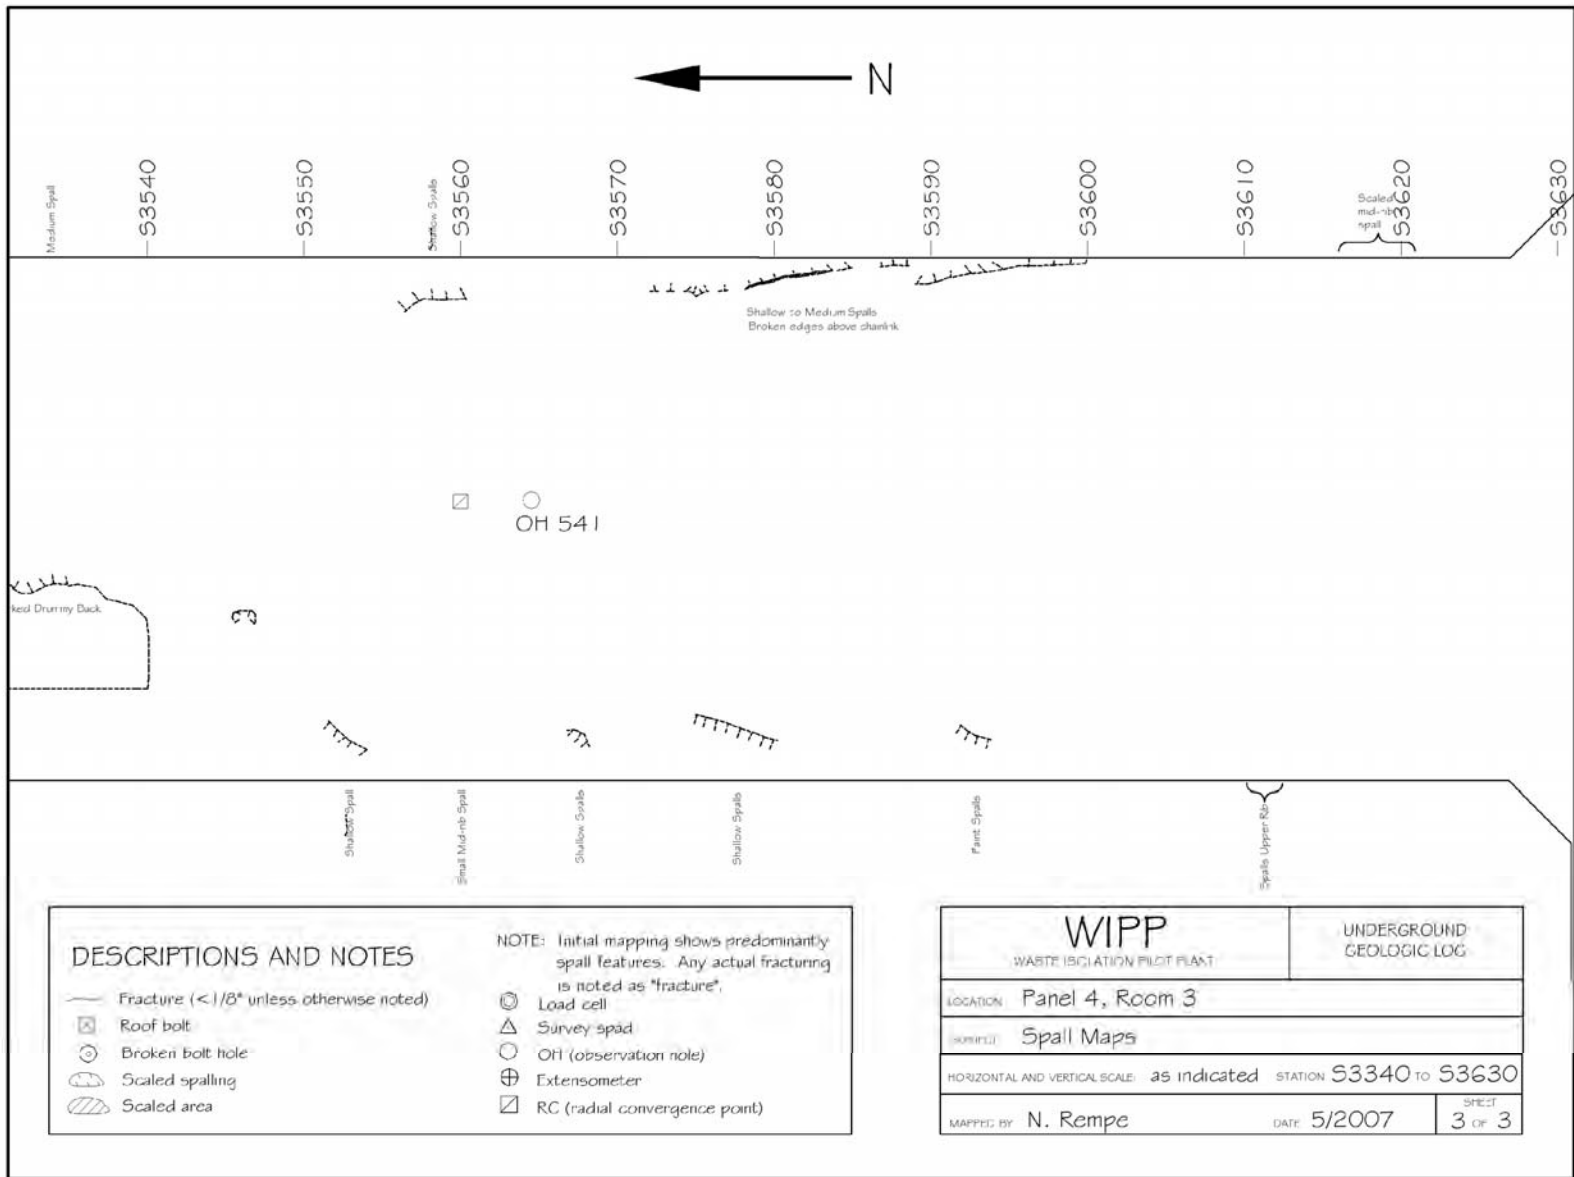 N
Medium Spall
S3540
S3550
Shallow Spalls
S3560
S3570
S3580
S3590
S3600
S3610
Scaled
mid-rib
spall
S3620
S3630
Shallow to Medium Spalls
Broken edges above chainlink
OH 541
ked Drummy Back
Shallow Spall
Small Mid-rib Spall
Shallow Spalls
Shallow Spalls
Faint Spalls
Spalls Upper Rib
DESCRIPTIONS AND NOTES
Fracture (<1/8" unless otherwise noted)
Roof bolt
Broken bolt hole
Scaled spalling
Scaled area
NOTE: Initial mapping shows predominantly
spall features. Any actual fracturing
is noted as "fracture".
Load cell
Survey spad
OH (observation hole)
Extensometer
RC (radial convergence point)
WIPP
WASTE ISOLATION PILOT PLANT
UNDERGROUND
GEOLOGIC LOG
LOCATION Panel 4, Room 3
SUBJECT Spall Maps
HORIZONTAL AND VERTICAL SCALE: as indicated STATION S3340 TO S3630
MAPPED BY N. Rempe DATE 5/2007
SHEET
3 OF 3